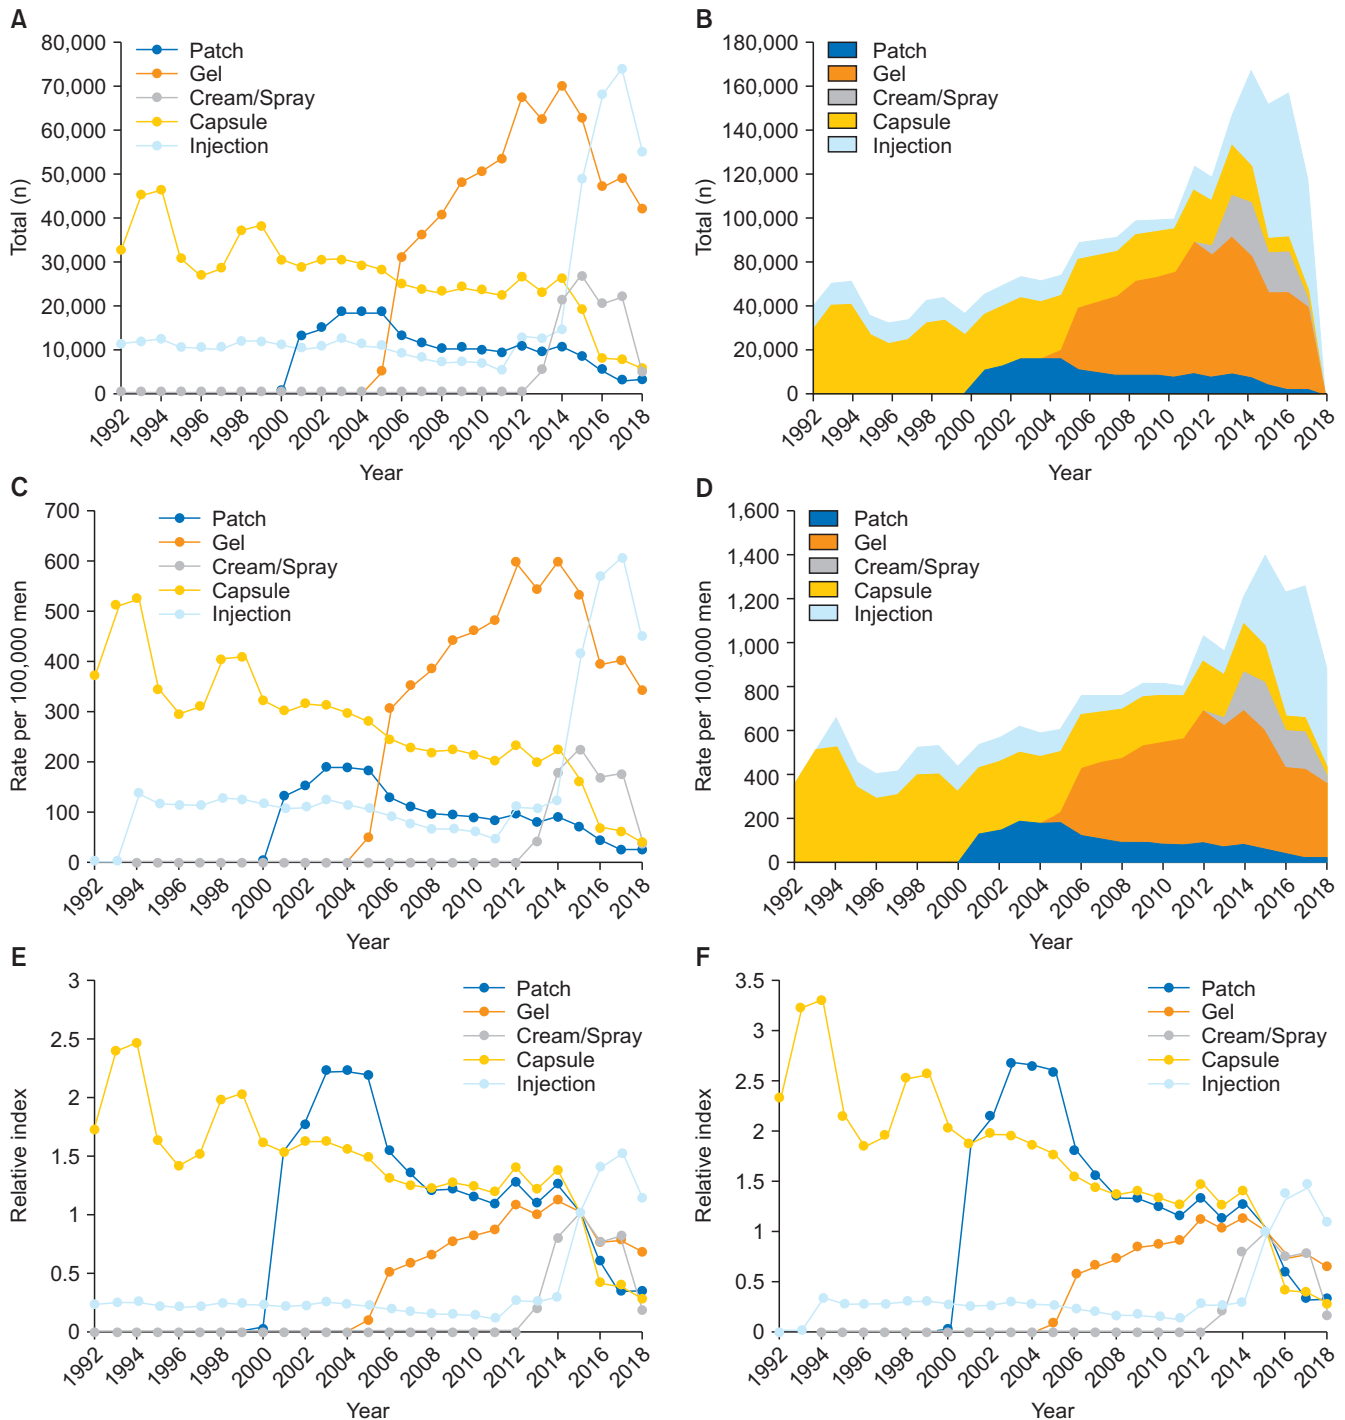 A
80,000
70,000
60,000
50,000
40,000
30,000
20,000
10,000
0
Total (n)
Patch
Gel
Cream/Spray
Capsule
Injection
1992
1994
1996
1998
2000
2002
2004
2006
2008
2010
2012
2014
2016
2018
Year
B
180,000
160,000
140,000
120,000
100,000
80,000
40,000
20,000
0
Total (n)
Patch
Gel
Cream/Spray
Capsule
Injection
1992
1994
1996
1998
2000
2002
2004
2006
2008
2010
2012
2014
2016
2018
Year
C
700
600
500
400
300
200
100
0
Rate per 100,000 men
Patch
Gel
Cream/Spray
Capsule
Injection
1992
1994
1996
1998
2000
2002
2004
2006
2008
2010
2012
2014
2016
2018
Year
D
1,600
1,400
1,200
1,000
800
600
400
200
0
Rate per 100,000 men
Patch
Gel
Cream/Spray
Capsule
Injection
1992
1994
1996
1998
2000
2002
2004
2006
2008
2010
2012
2014
2016
2018
Year
E
3
2.5
2
1.5
1
0.5
0
Relative index
Patch
Gel
Cream/Spray
Capsule
Injection
1992
1994
1996
1998
2000
2002
2004
2006
2008
2010
2012
2014
2016
2018
Year
F
3.5
3
2.5
2
1.5
1
0.5
0
Relative index
Patch
Gel
Cream/Spray
Capsule
Injection
1992
1994
1996
1998
2000
2002
2004
2006
2008
2010
2012
2014
2016
2018
Year